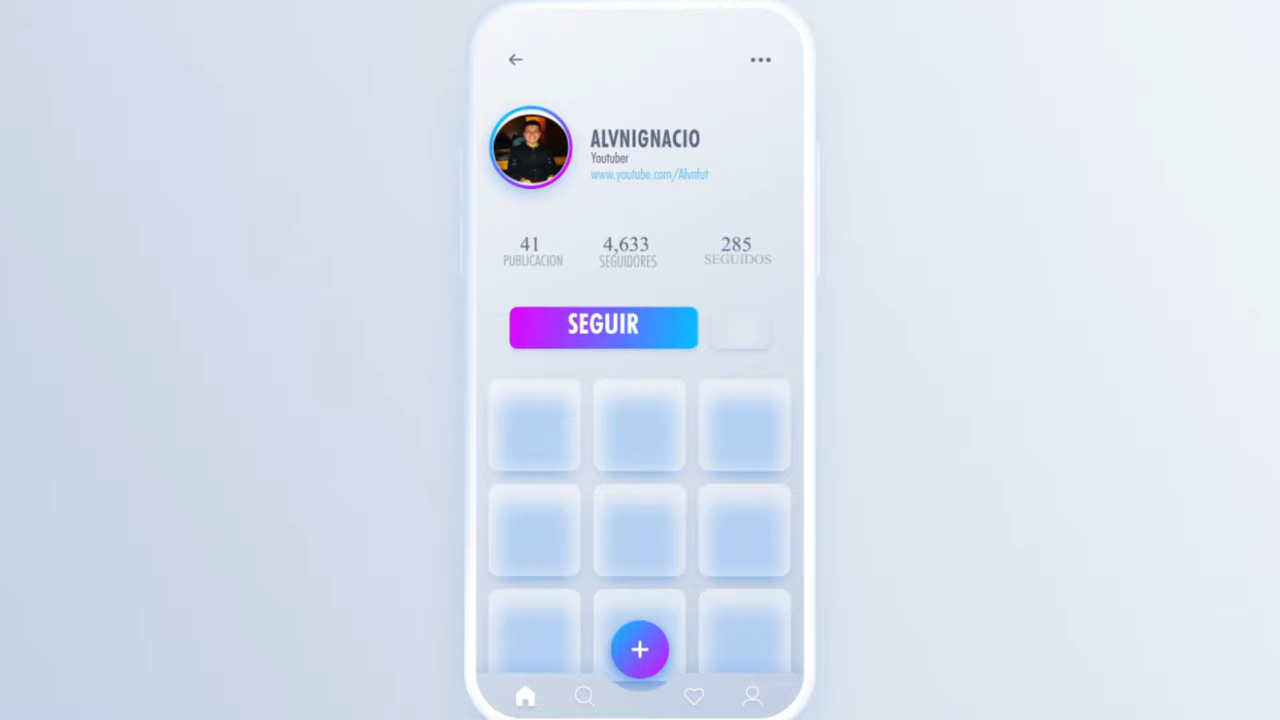 ALVNIGNACIO
Youtuber
www.youtube.com/Alvnfut
41 4,633 285
PUBLICACION SEGUIDORES SEGUIDOS
SEGUIR